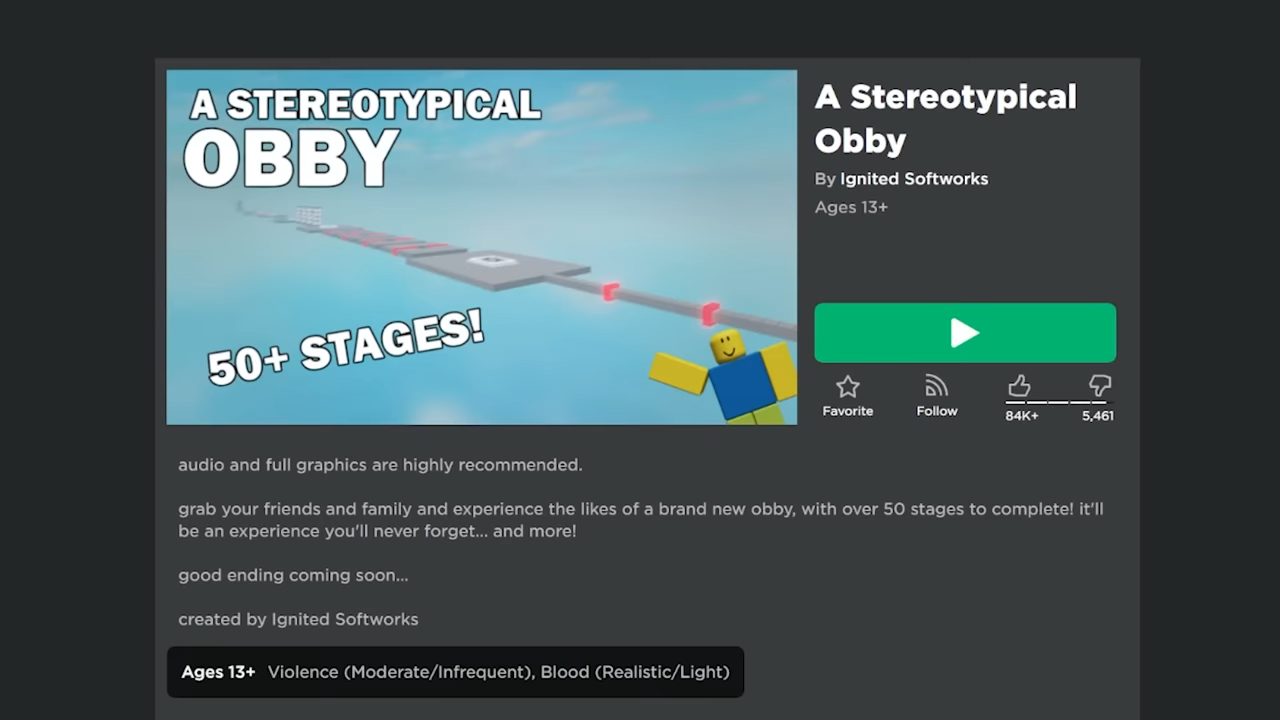 A STEREOTYPICAL
OBBY
50+ STAGES!
A Stereotypical
Obby
By Ignited Softworks
Ages 13+
Favorite
Follow
84K+
5,461
audio and full graphics are highly recommended.
grab your friends and family and experience the likes of a brand new obby, with over 50 stages to complete! it'll
be an experience you'll never forget... and more!
good ending coming soon...
created by Ignited Softworks
Ages 13+ Violence (Moderate/Infrequent), Blood (Realistic/Light)